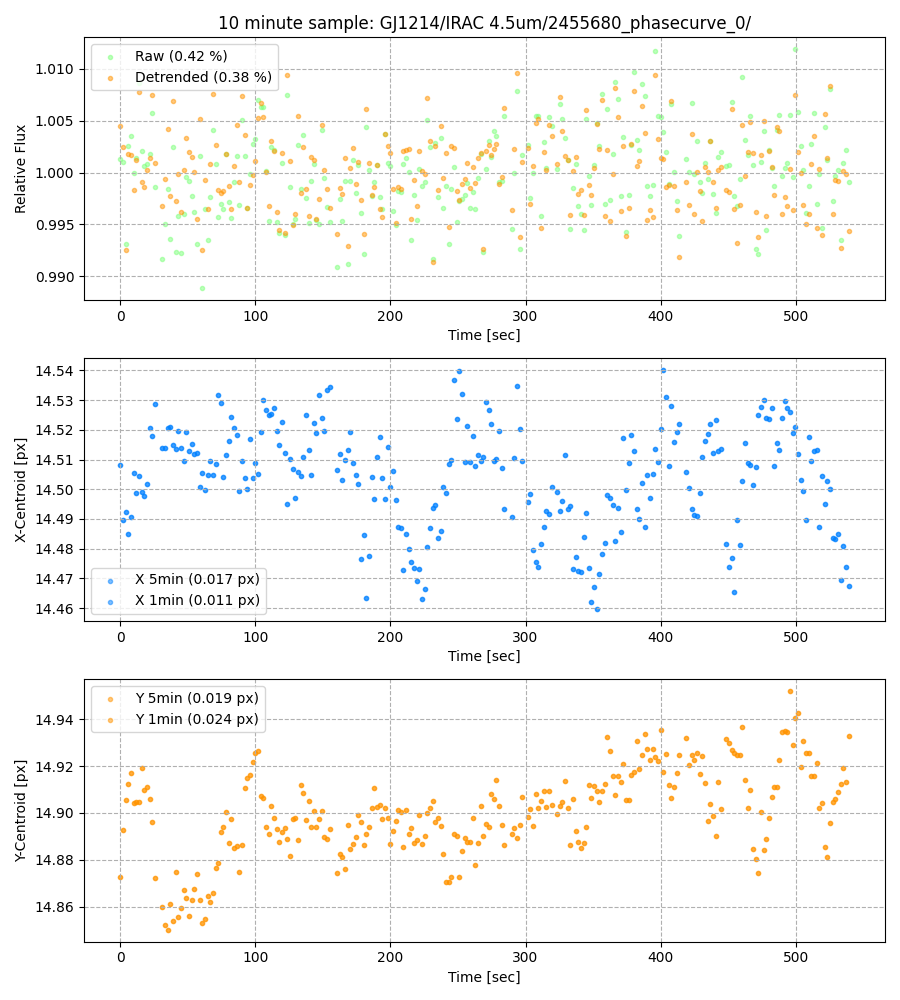 10 minute sample: GJ1214/IRAC 4.5um/2455680_phasecurve_0/
Raw (0.42 %)
Detrended (0.38 %)
Relative Flux
1.010
1.005
1.000
0.995
0.990
0 100 200 300 400 500
Time [sec]
X-Centroid [px]
14.54
14.53
14.52
14.51
14.50
14.49
14.48
14.47
14.46
X 5min (0.017 px)
X 1min (0.011 px)
0 100 200 300 400 500
Time [sec]
Y 5min (0.019 px)
Y 1min (0.024 px)
Y-Centroid [px]
14.94
14.92
14.90
14.88
14.86
0 100 200 300 400 500
Time [sec]